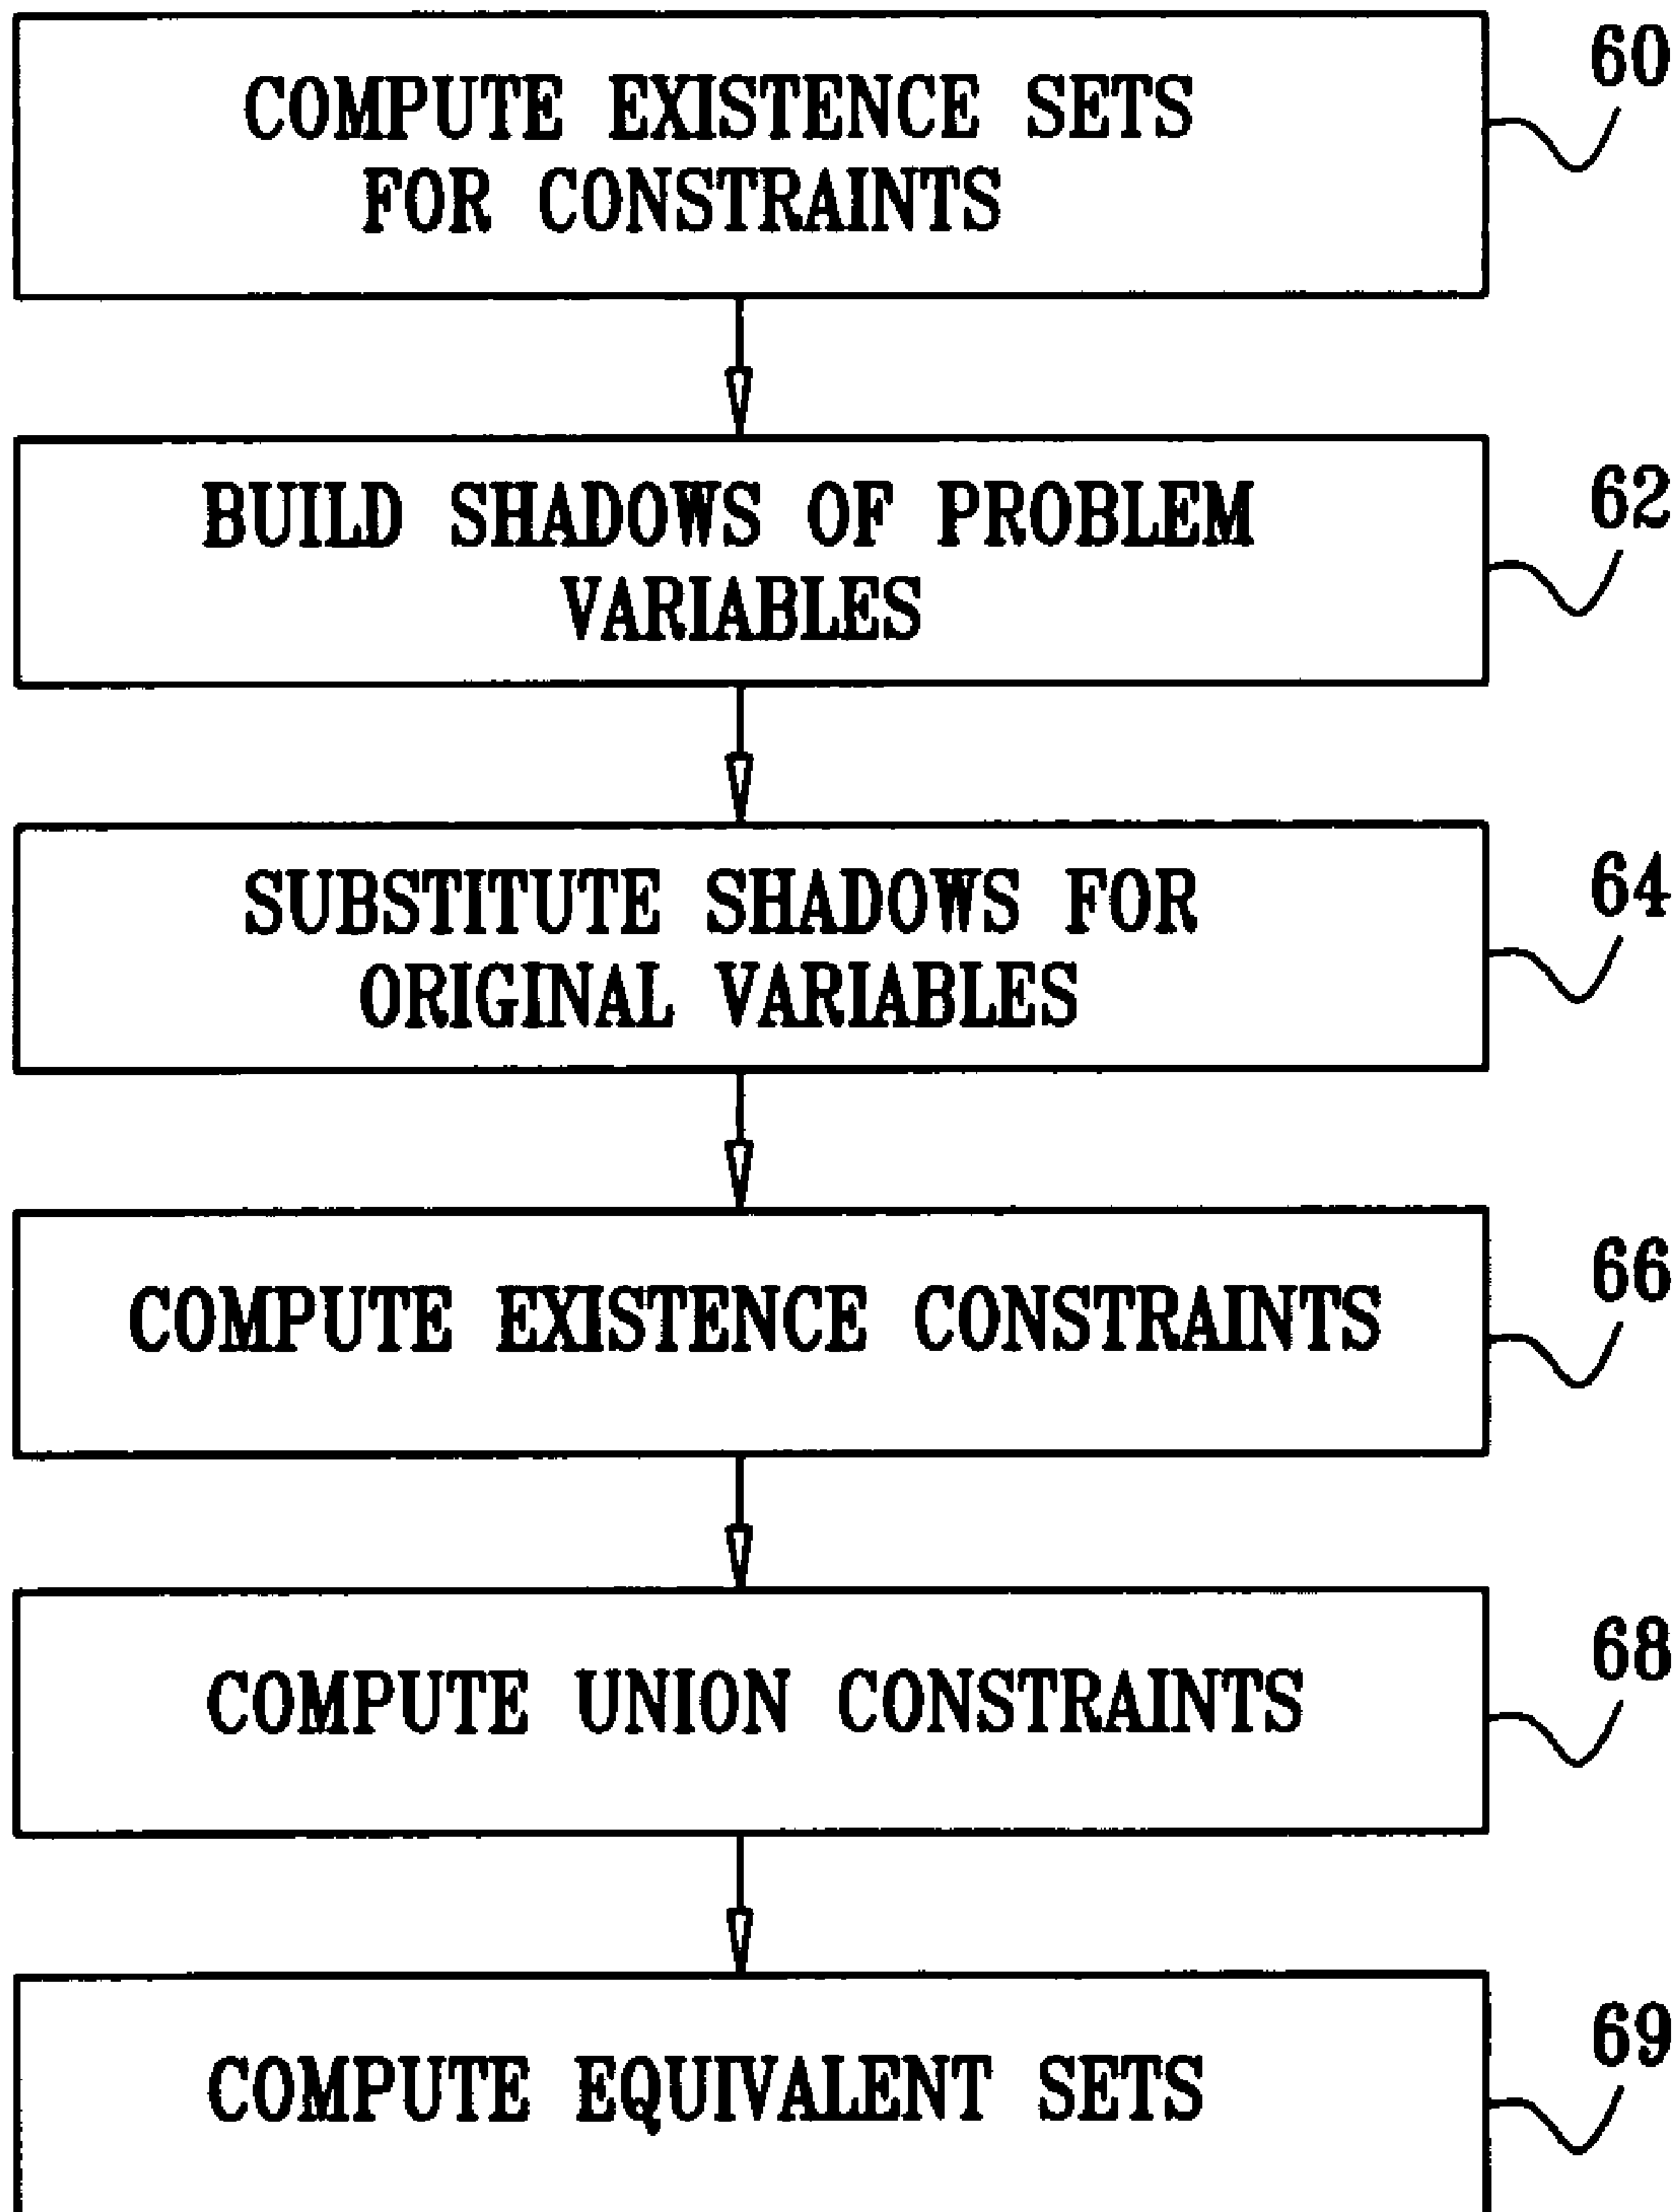 COMPUTE EXISTENCE SETS
FOR CONSTRAINTS
60
BUILD SHADOWS OF PROBLEM
VARIABLES
62
SUBSTITUTE SHADOWS FOR
ORIGINAL VARIABLES
64
COMPUTE EXISTENCE CONSTRAINTS
66
COMPUTE UNION CONSTRAINTS
68
COMPUTE EQUIVALENT SETS
69